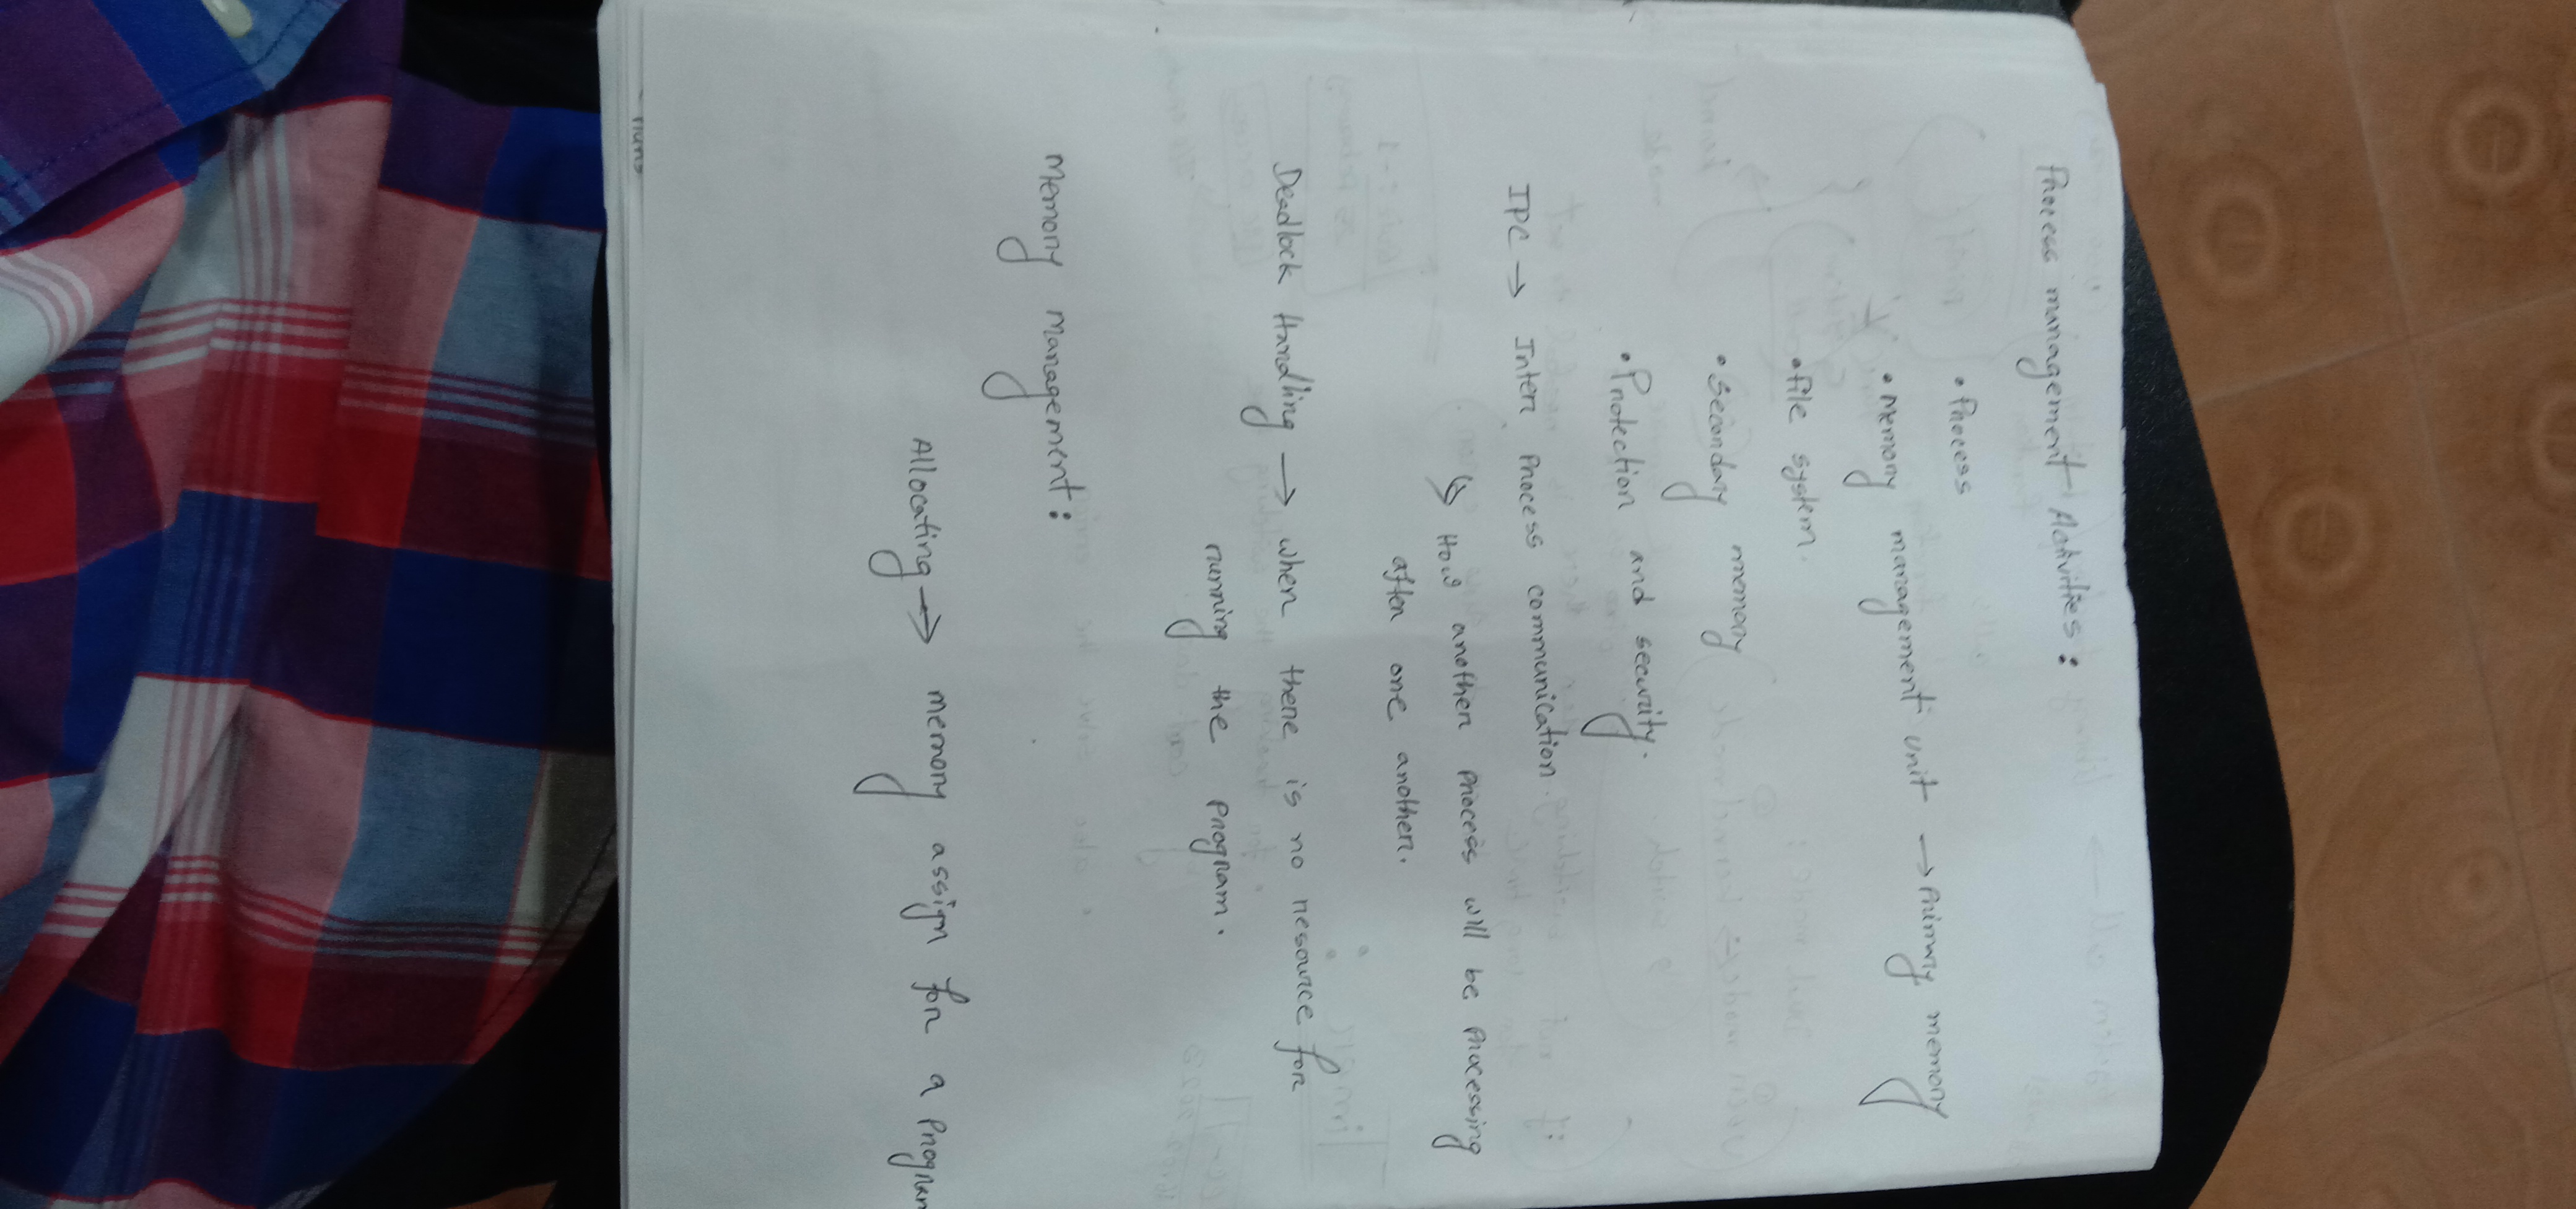 Process management Activities:
• Process
• Memory management unit → Primary memory
• File system.
• Secondary memory
• Protection and security.
IPC → Inter Process communication.
↳ How another process will be processing
after one another.
Deadlock Handling → when there is no resource for
running the program.
Memory management:
Allocating → memory assign for a program
runs